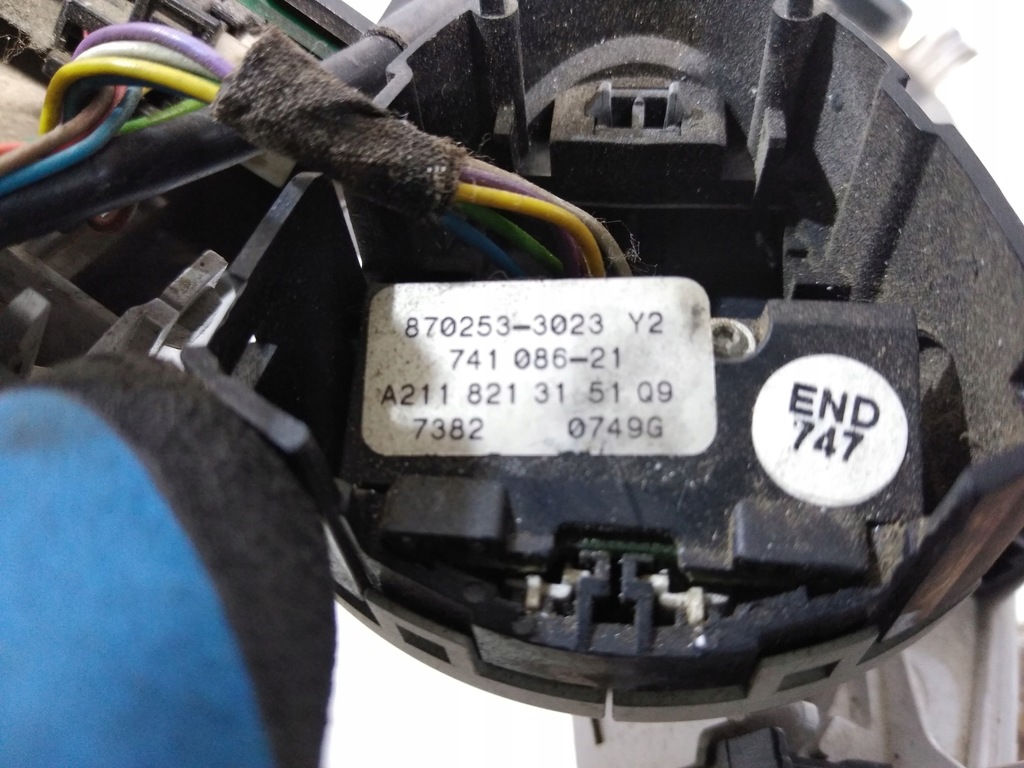 870253-3023 Y2
741 086-21
A211 821 31 51 Q9
7382 0749G
END
747